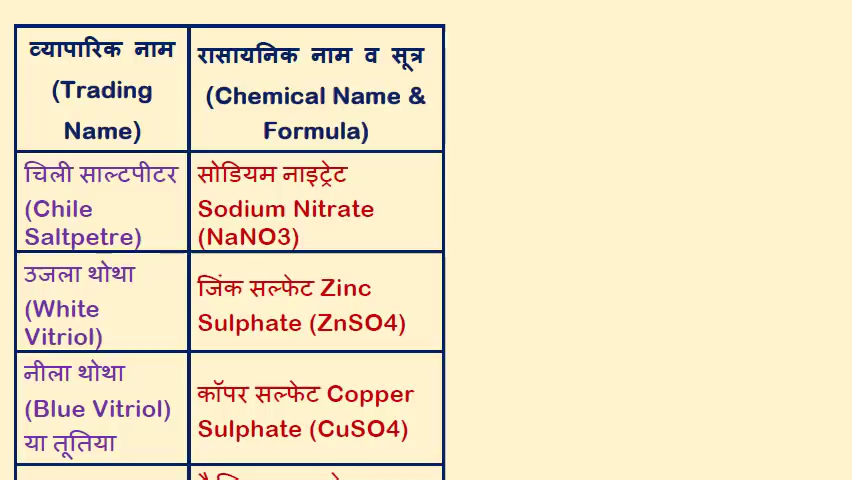 व्यापारिक नाम
(Trading
Name)
रासायनिक नाम व सूत्र
(Chemical Name &
Formula)
चिली साल्टपीटर
(Chile
Saltpetre)
सोडियम नाइट्रेट
Sodium Nitrate
(NaNO3)
उजला थोथा
(White
Vitriol)
जिंक सल्फेट Zinc
Sulphate (ZnSO4)
नीला थोथा
(Blue Vitriol)
या तूतिया
कॉपर सल्फेट Copper
Sulphate (CuSO4)